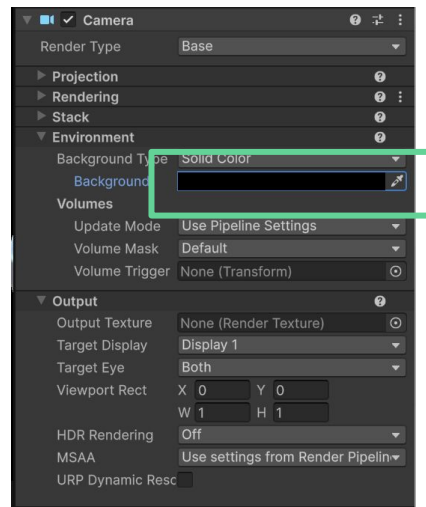 Camera
Render Type Base
Projection
Rendering
Stack
Environment
Background Type Solid Color
Background
Volumes
Update Mode Use Pipeline Settings
Volume Mask Default
Volume Trigger None (Transform)
Output
Output Texture None (Render Texture)
Target Display Display 1
Target Eye Both
Viewport Rect X 0 Y 0
W 1 H 1
HDR Rendering Off
MSAA Use settings from Render Pipelin
URP Dynamic Resc